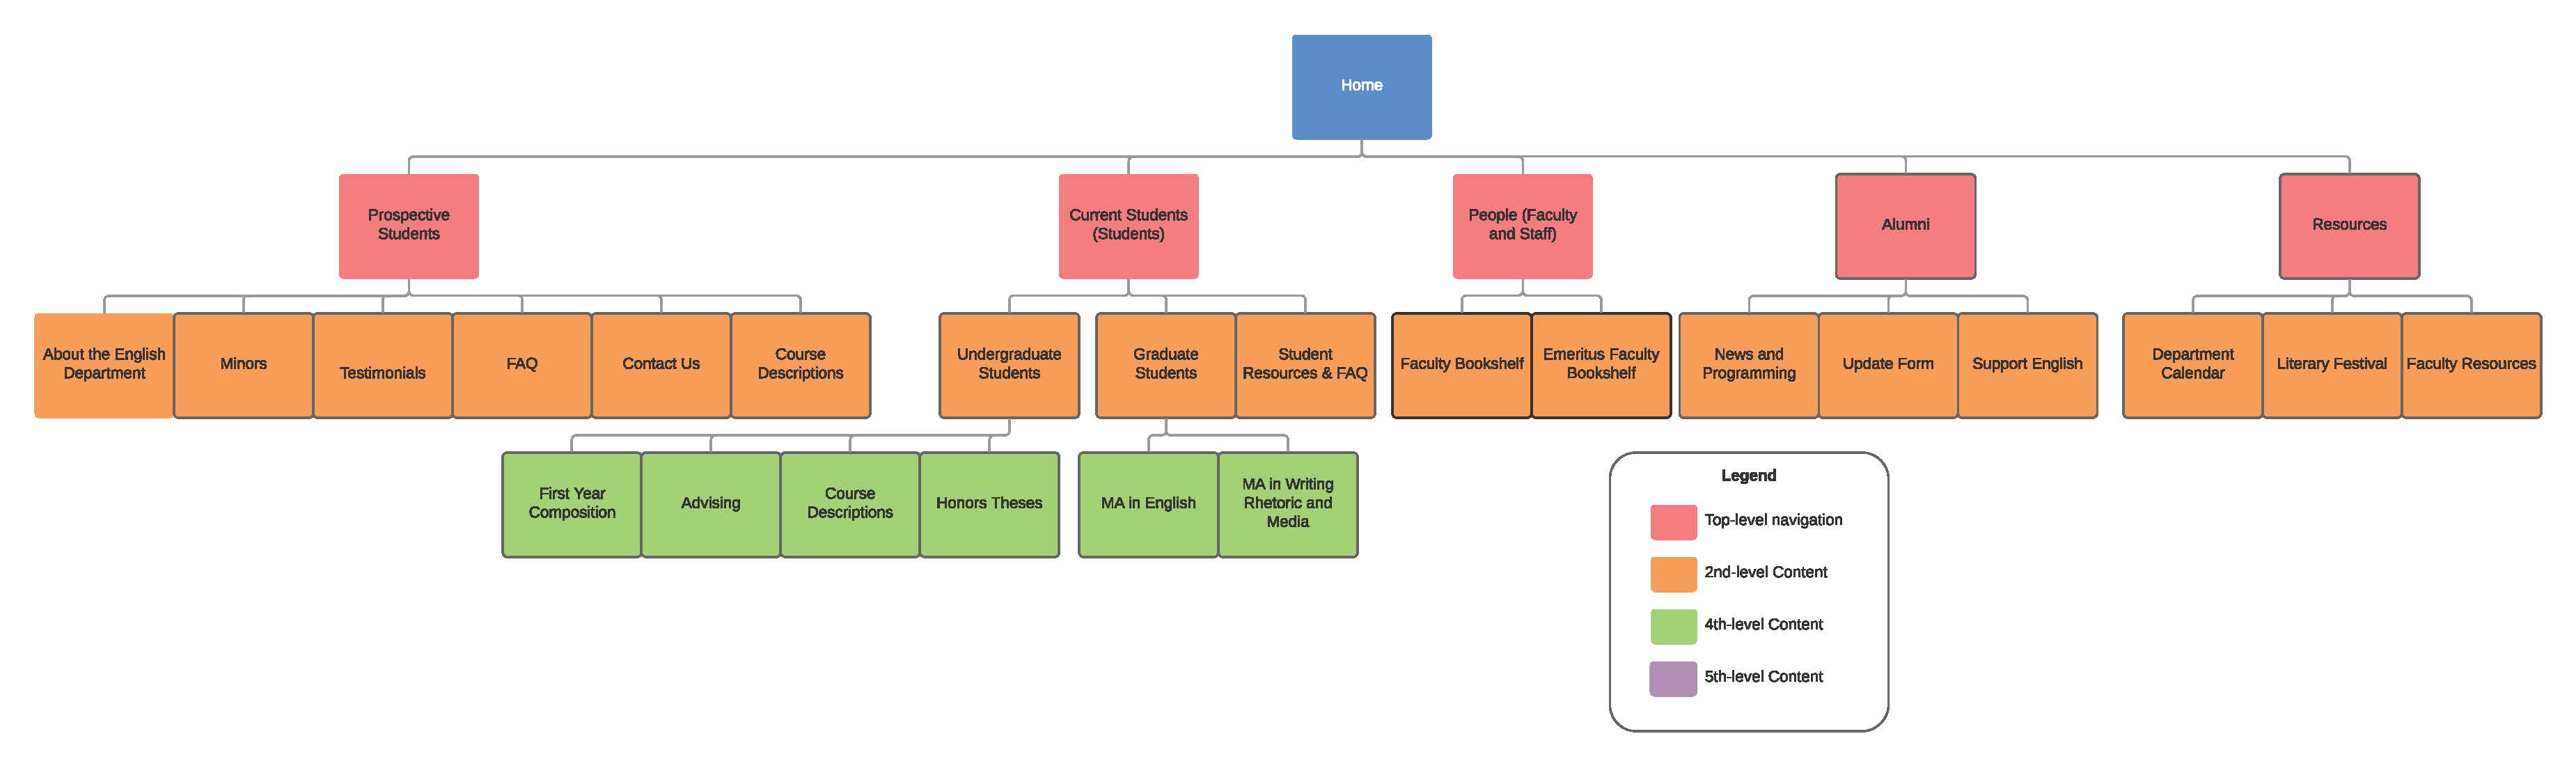 Home
Prospective
Students
Current Students
(Students)
People (Faculty
and Staff)
Alumni
Resources
About the English
Department
Minors
Testimonials
FAQ
Contact Us
Course
Descriptions
Undergraduate
Students
Graduate
Students
Student
Resources & FAQ
Faculty Bookshelf
Emeritus Faculty
Bookshelf
News and
Programming
Update Form
Support English
Department
Calendar
Literary Festival
Faculty Resources
First Year
Composition
Advising
Course
Descriptions
Honors Theses
MA in English
MA in Writing
Rhetoric and
Media
Legend
Top-level navigation
2nd-level Content
4th-level Content
5th-level Content